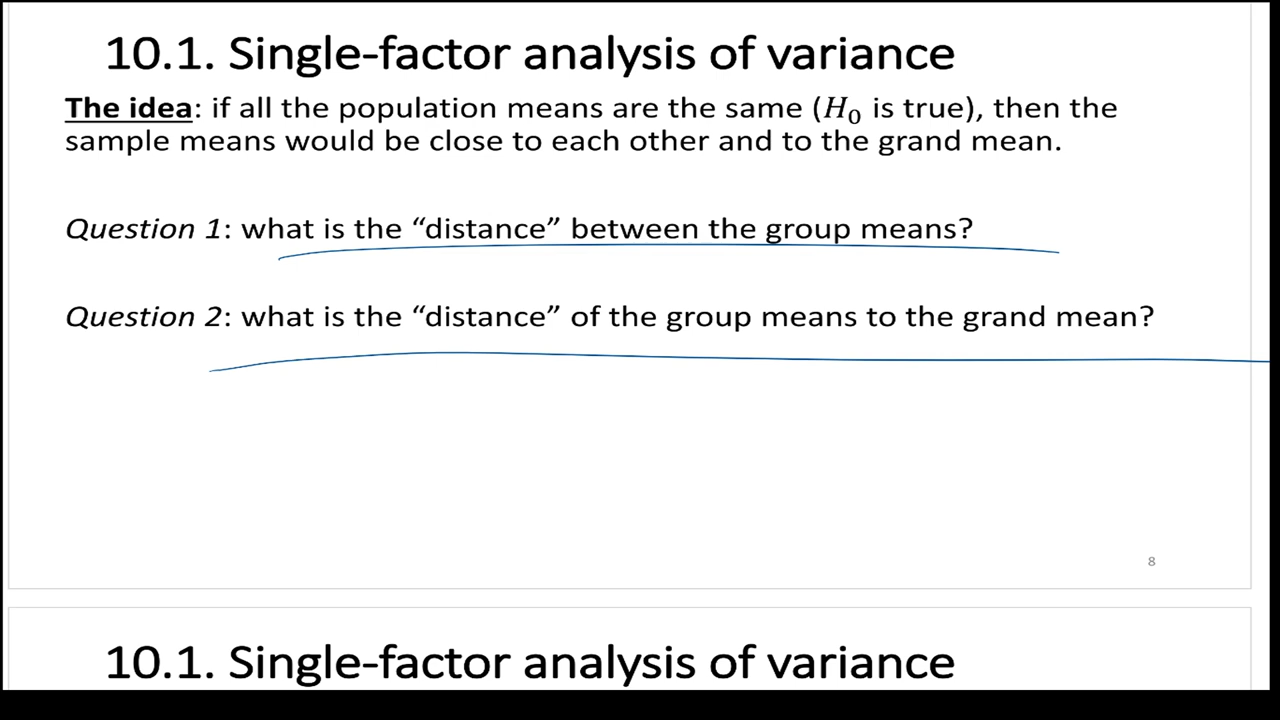 10.1. Single-factor analysis of variance
The idea: if all the population means are the same (H₀ is true), then the
sample means would be close to each other and to the grand mean.
Question 1: what is the “distance” between the group means?
Question 2: what is the “distance” of the group means to the grand mean?
8
10.1. Single-factor analysis of variance